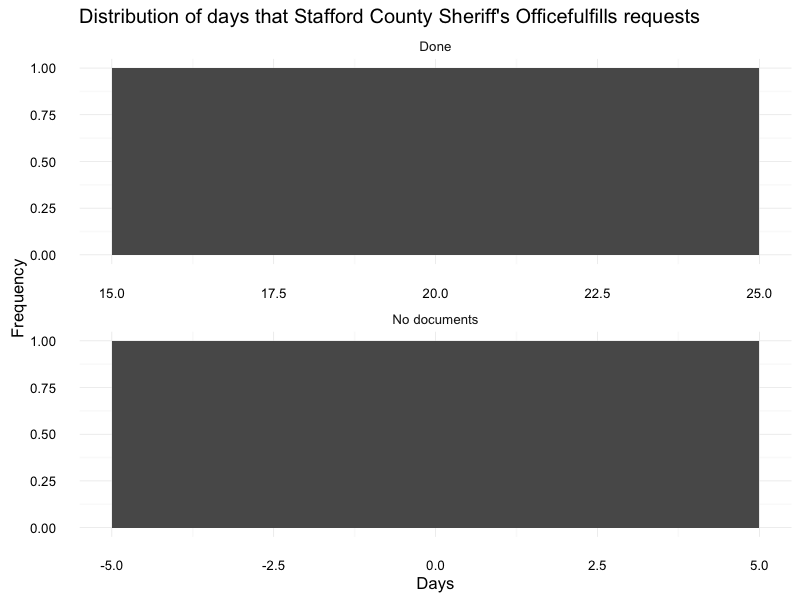 Distribution of days that Stafford County Sheriff's Officefulfills requests
Done
1.00
0.75
0.50
0.25
0.00
15.0 17.5 20.0 22.5 25.0
Frequency
No documents
1.00
0.75
0.50
0.25
0.00
-5.0 -2.5 0.0 2.5 5.0
Days